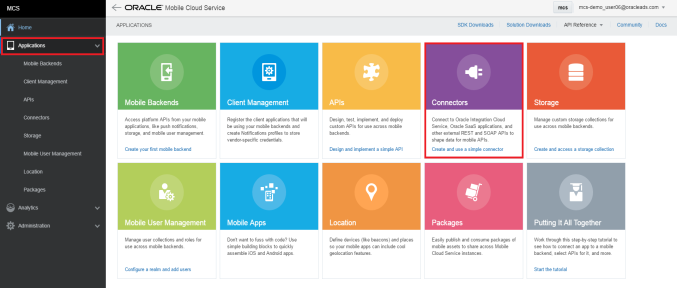 MCS
ORACLE Mobile Cloud Service
mcs
mcs-demo_user06@oracleads.com
Home
Applications
Mobile Backends
Client Management
APIs
Connectors
Storage
Mobile User Management
Location
Packages
Analytics
Administration
APPLICATIONS
SDK Downloads
Solution Downloads
API Reference
Community
Docs
Mobile Backends
Access platform APIs from your mobile
applications, like push notifications,
storage, and mobile user management.
Create your first mobile backend
Client Management
Register the client applications that will
be using your mobile backends and
create Notifications profiles to store
vendor-specific credentials.
APIs
Design, test, implement, and deploy
custom APIs for use across mobile
backends.
Design and implement a simple API
Connectors
Connect to Oracle Integration Cloud
Service, Oracle SaaS applications, and
other external REST and SOAP APIs to
shape data for mobile APIs.
Create and use a simple connector
Storage
Manage custom storage collections for
use across mobile backends.
Create and access a storage collection
Mobile User Management
Manage user collections and roles for
use across mobile backends
Configure a realm and add users
Mobile Apps
Don't want to fuss with code? Use
simple building blocks to quickly
assemble iOS and Android apps.
Location
Define devices (like beacons) and places
so your mobile apps can include cool
geolocation features.
Packages
Easily publish and consume packages of
mobile assets to share across Mobile
Cloud Service instances.
Putting It All Together
Work through this step-by-step tutorial to
see how to connect an app to a mobile
backend, select APIs for it, and more.
Start the tutorial